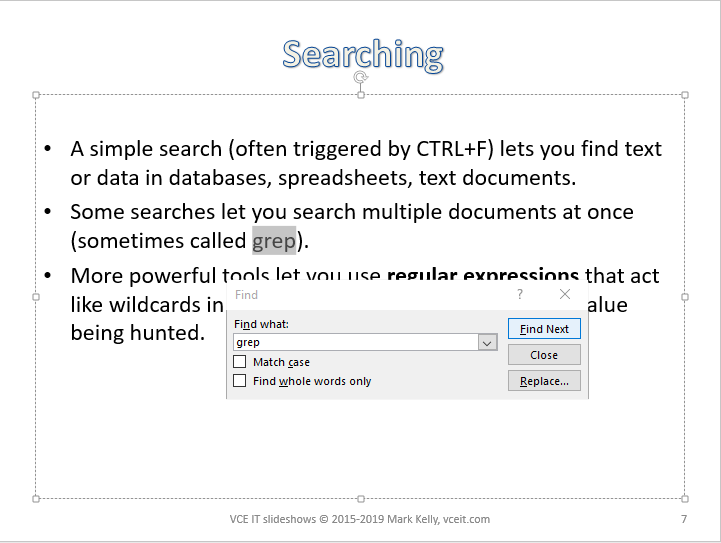 Searching
• A simple search (often triggered by CTRL+F) lets you find text
or data in databases, spreadsheets, text documents.
• Some searches let you search multiple documents at once
(sometimes called grep).
• More powerful tools let you use regular expressions that act
like wildcards in
being hunted.
Find ?
Find what:
grep
Match case
Find whole words only
Find Next
Close
Replace...
VCE IT slideshows © 2015-2019 Mark Kelly, vceit.com 7